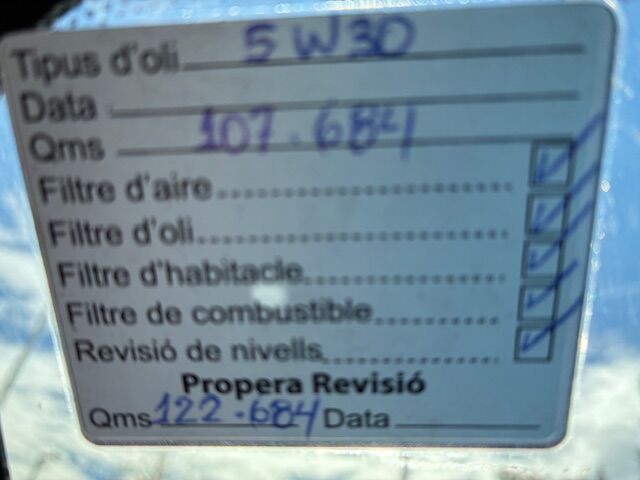 Tipus d'oli 5W30
Data
Qms 107.684
Filtre d'aire
Filtre d'oli
Filtre d'habitacle
Filtre de combustible
Revisió de nivells
Propera Revisió
Qms 122.684 Data